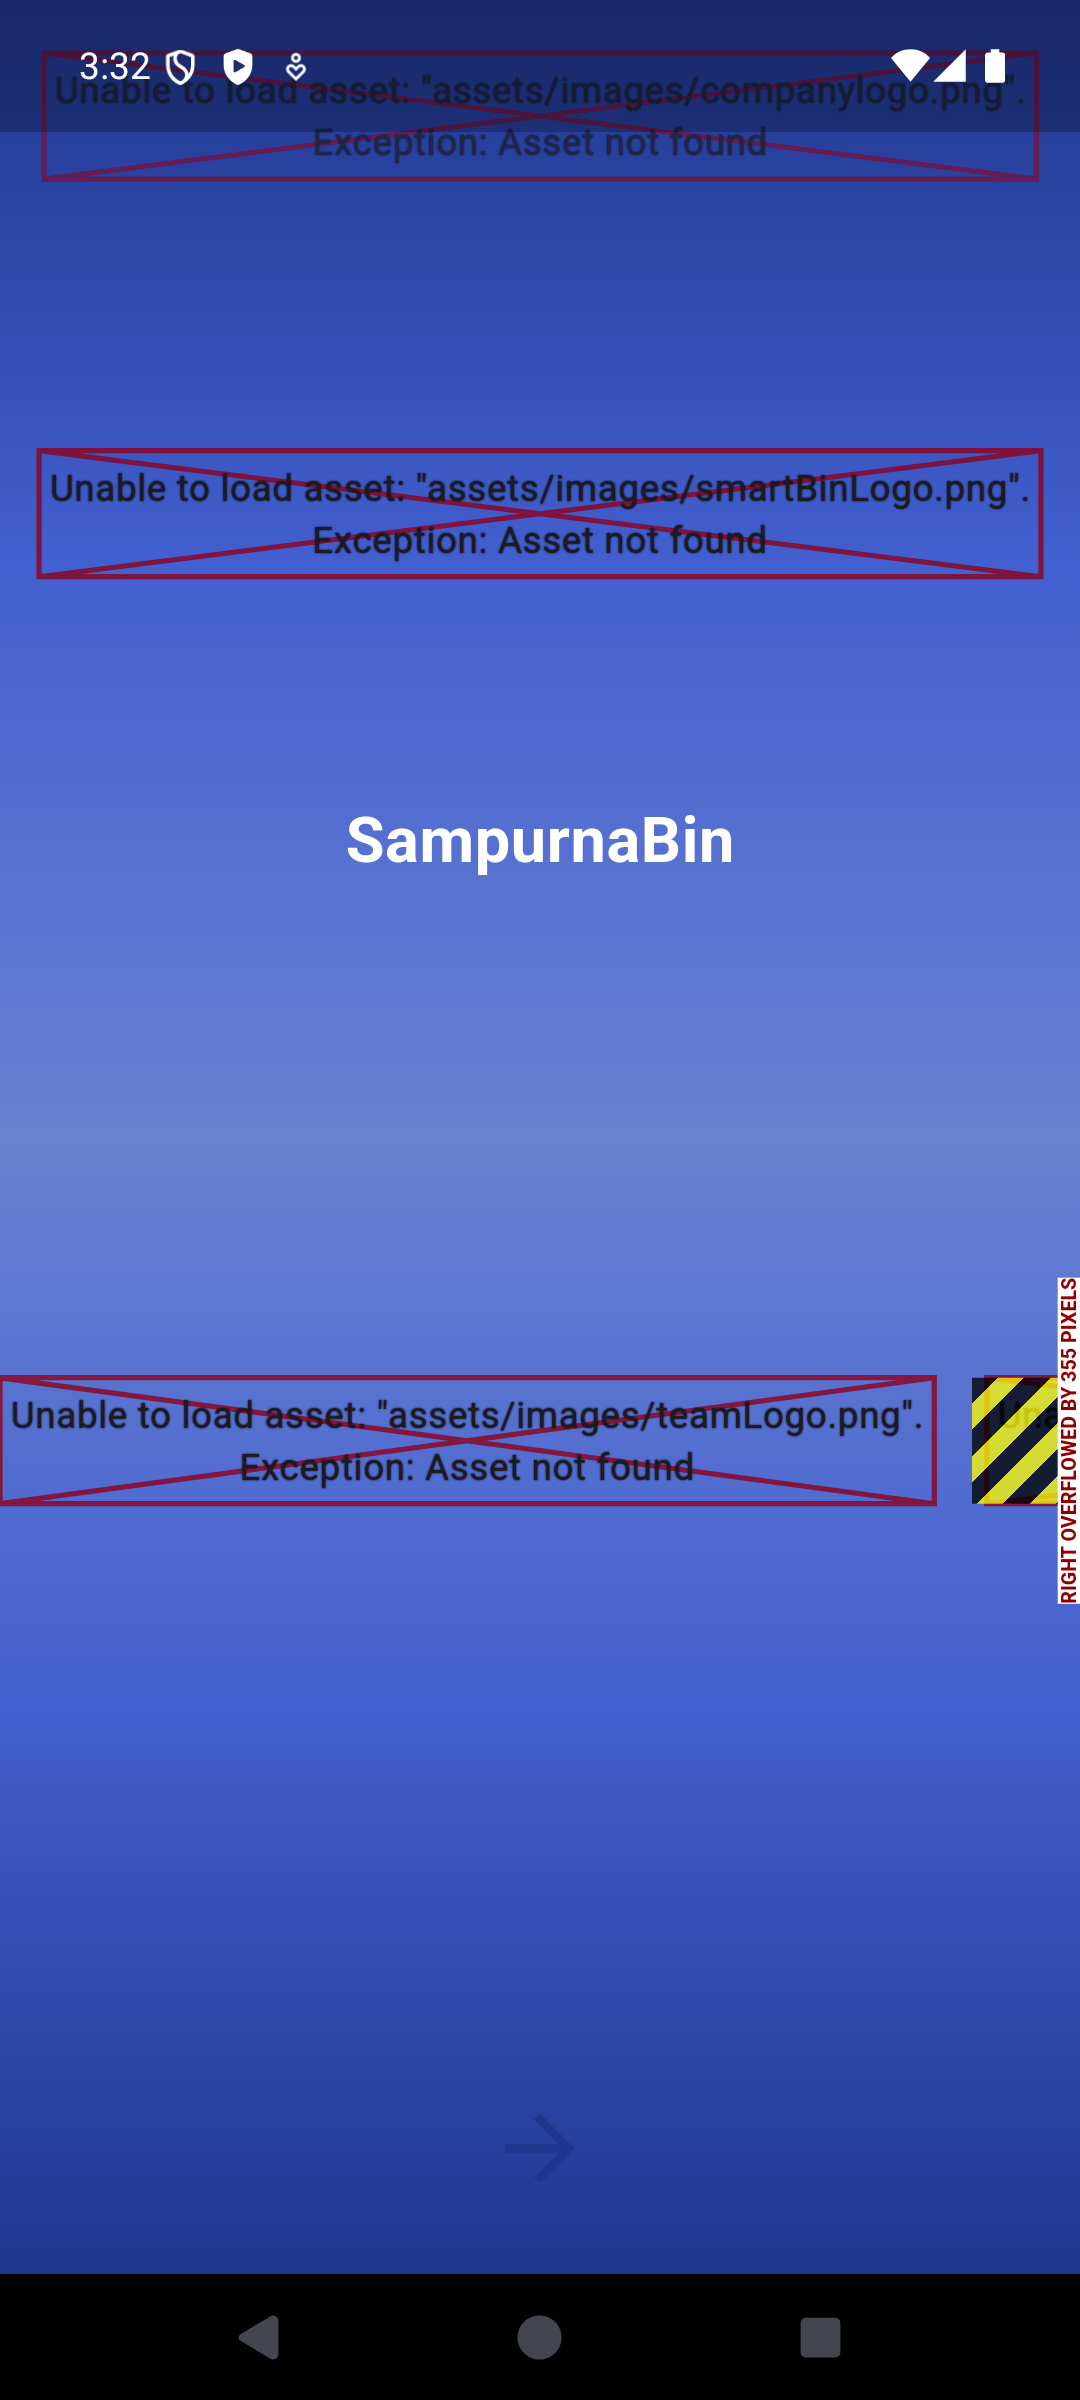 3:32
Unable to load asset: "assets/images/companylogo.png".
Exception: Asset not found
Unable to load asset: "assets/images/smartBinLogo.png".
Exception: Asset not found
SampurnaBin
Unable to load asset: "assets/images/teamLogo.png".
Exception: Asset not found
RIGHT OVERFLOWED BY 355 PIXELS